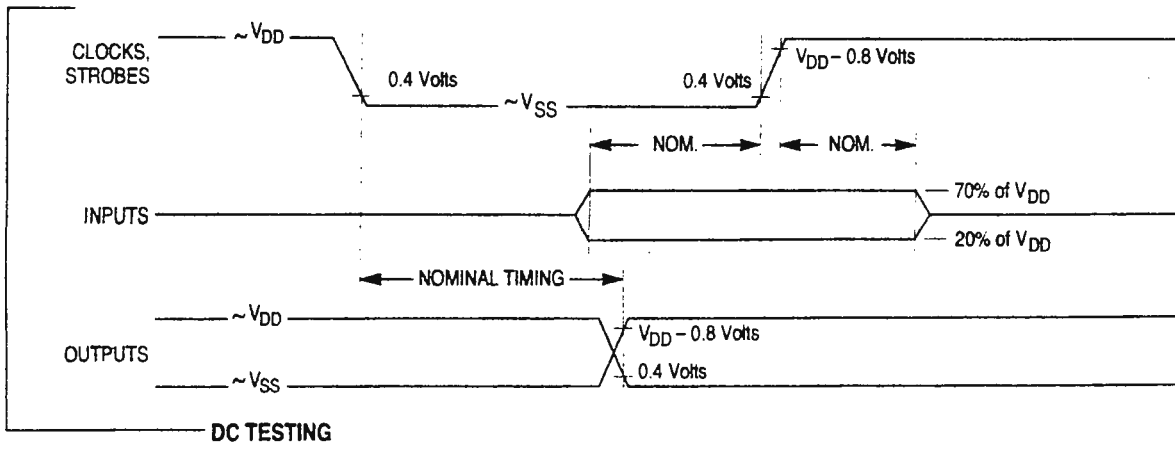 CLOCKS,
STROBES
~ VDD
0.4 Volts
~VSS
0.4 Volts
VDD – 0.8 Volts
NOM.
NOM.
INPUTS
70% of VDD
20% of VDD
NOMINAL TIMING
OUTPUTS
~ VDD
VDD – 0.8 Volts
0.4 Volts
~VSS
DC TESTING